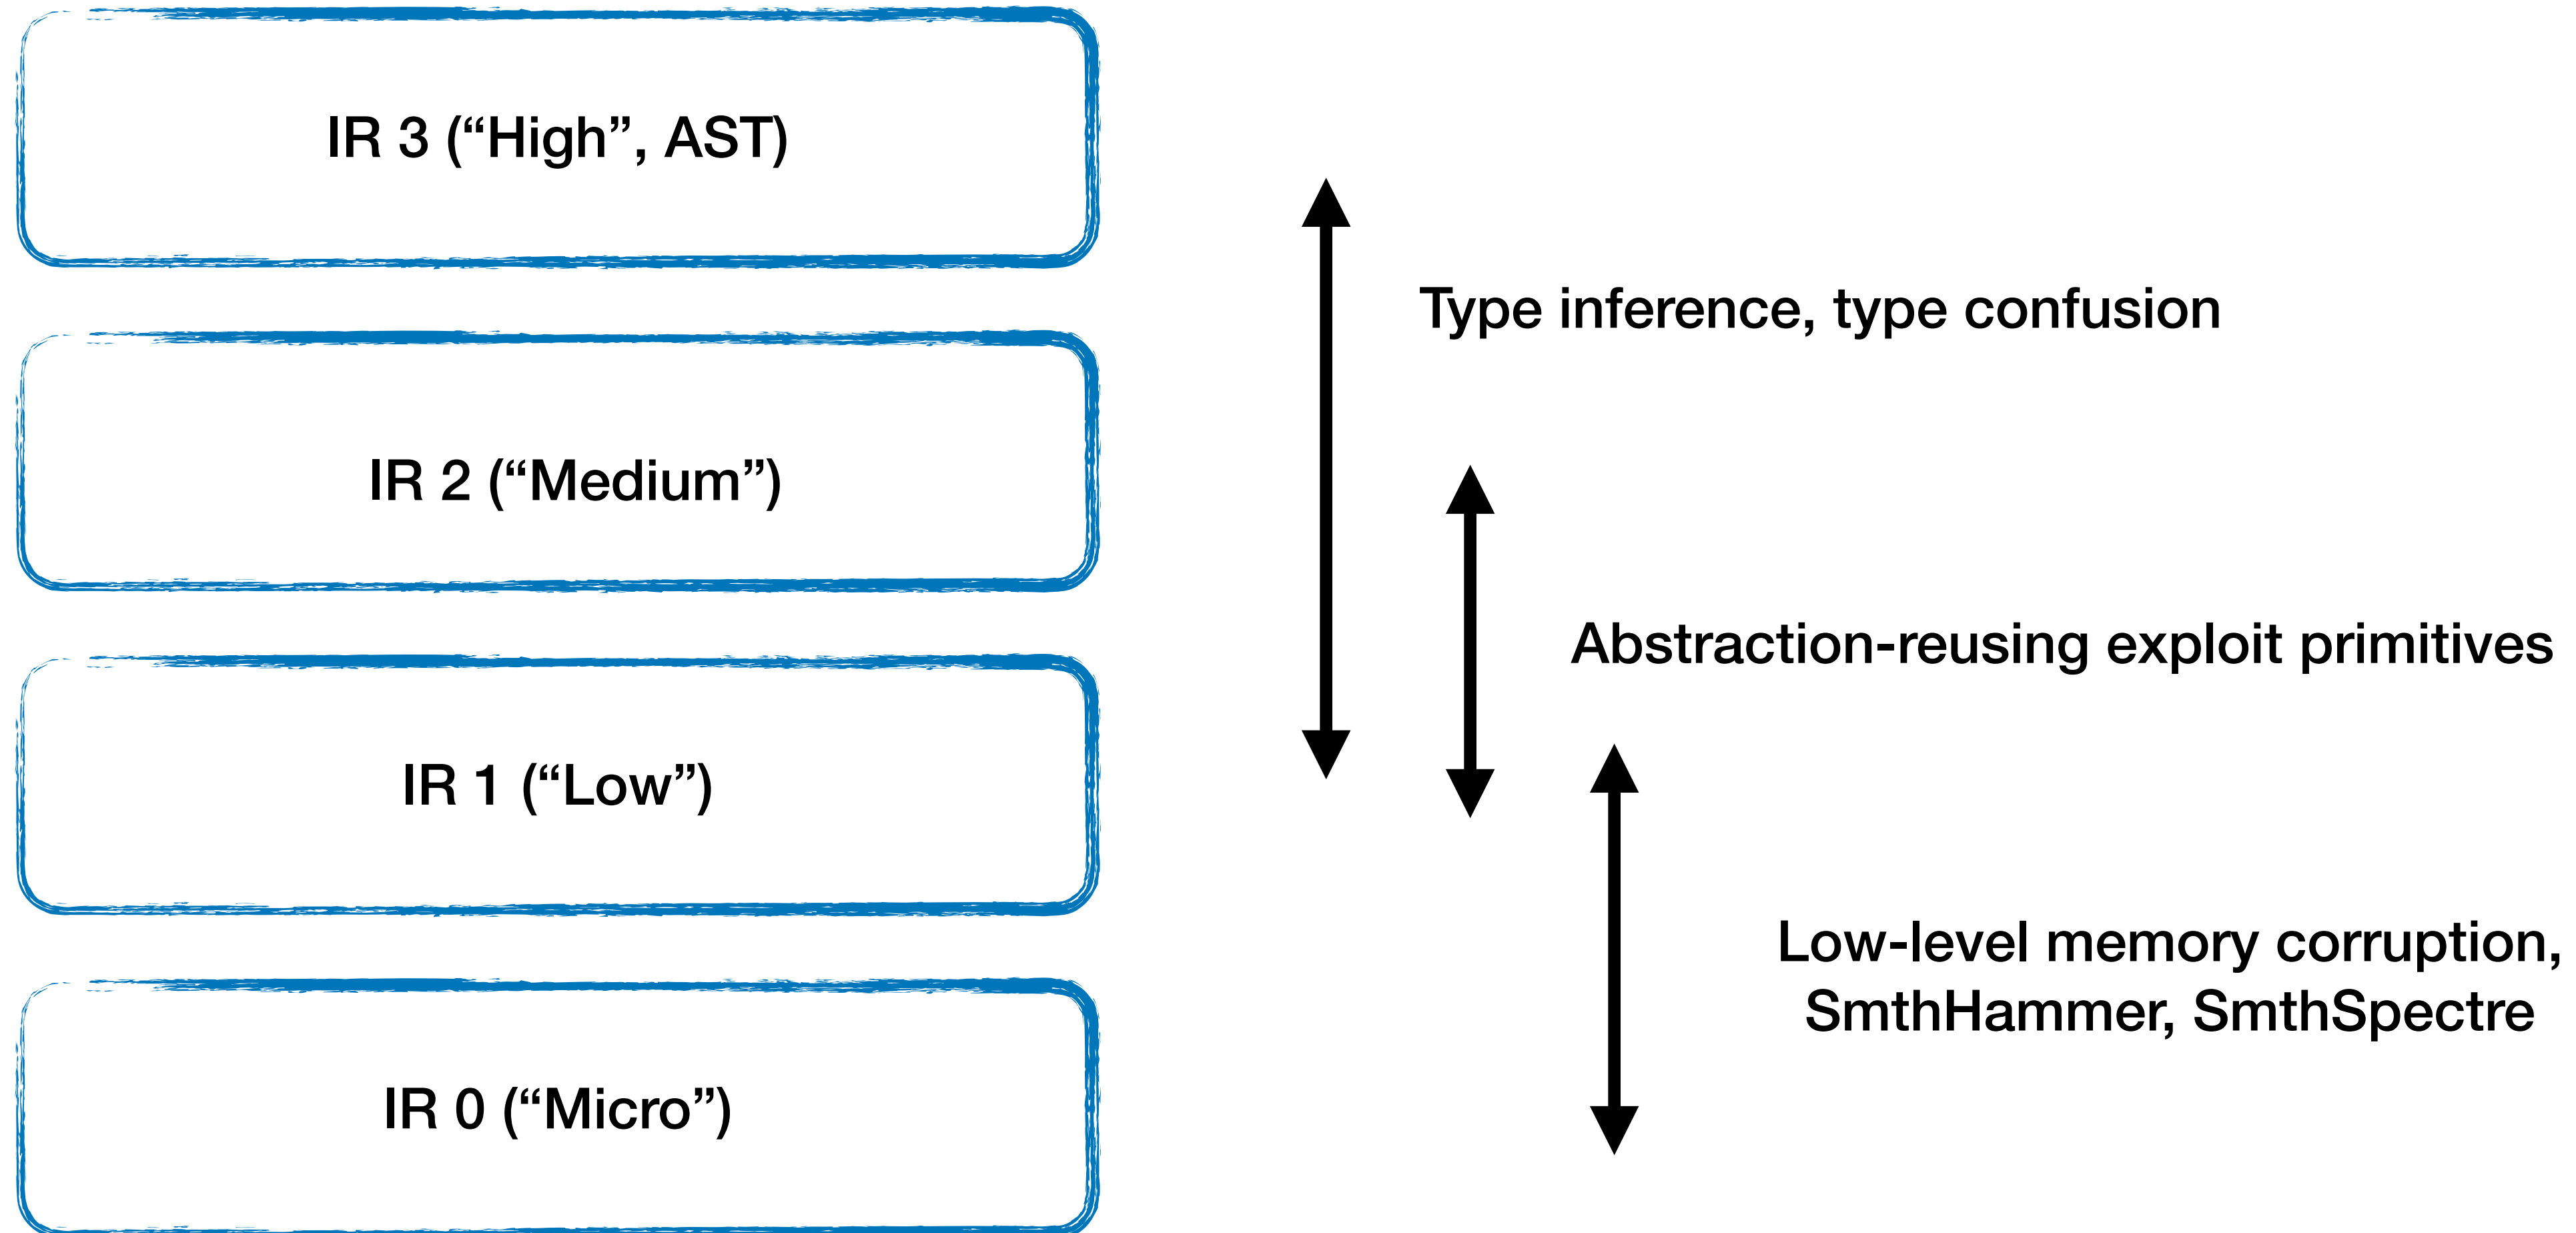 IR 3 (“High”, AST)
Type inference, type confusion
IR 2 (“Medium”)
Abstraction-reusing exploit primitives
IR 1 (“Low”)
Low-level memory corruption,
SmthHammer, SmthSpectre
IR 0 (“Micro”)